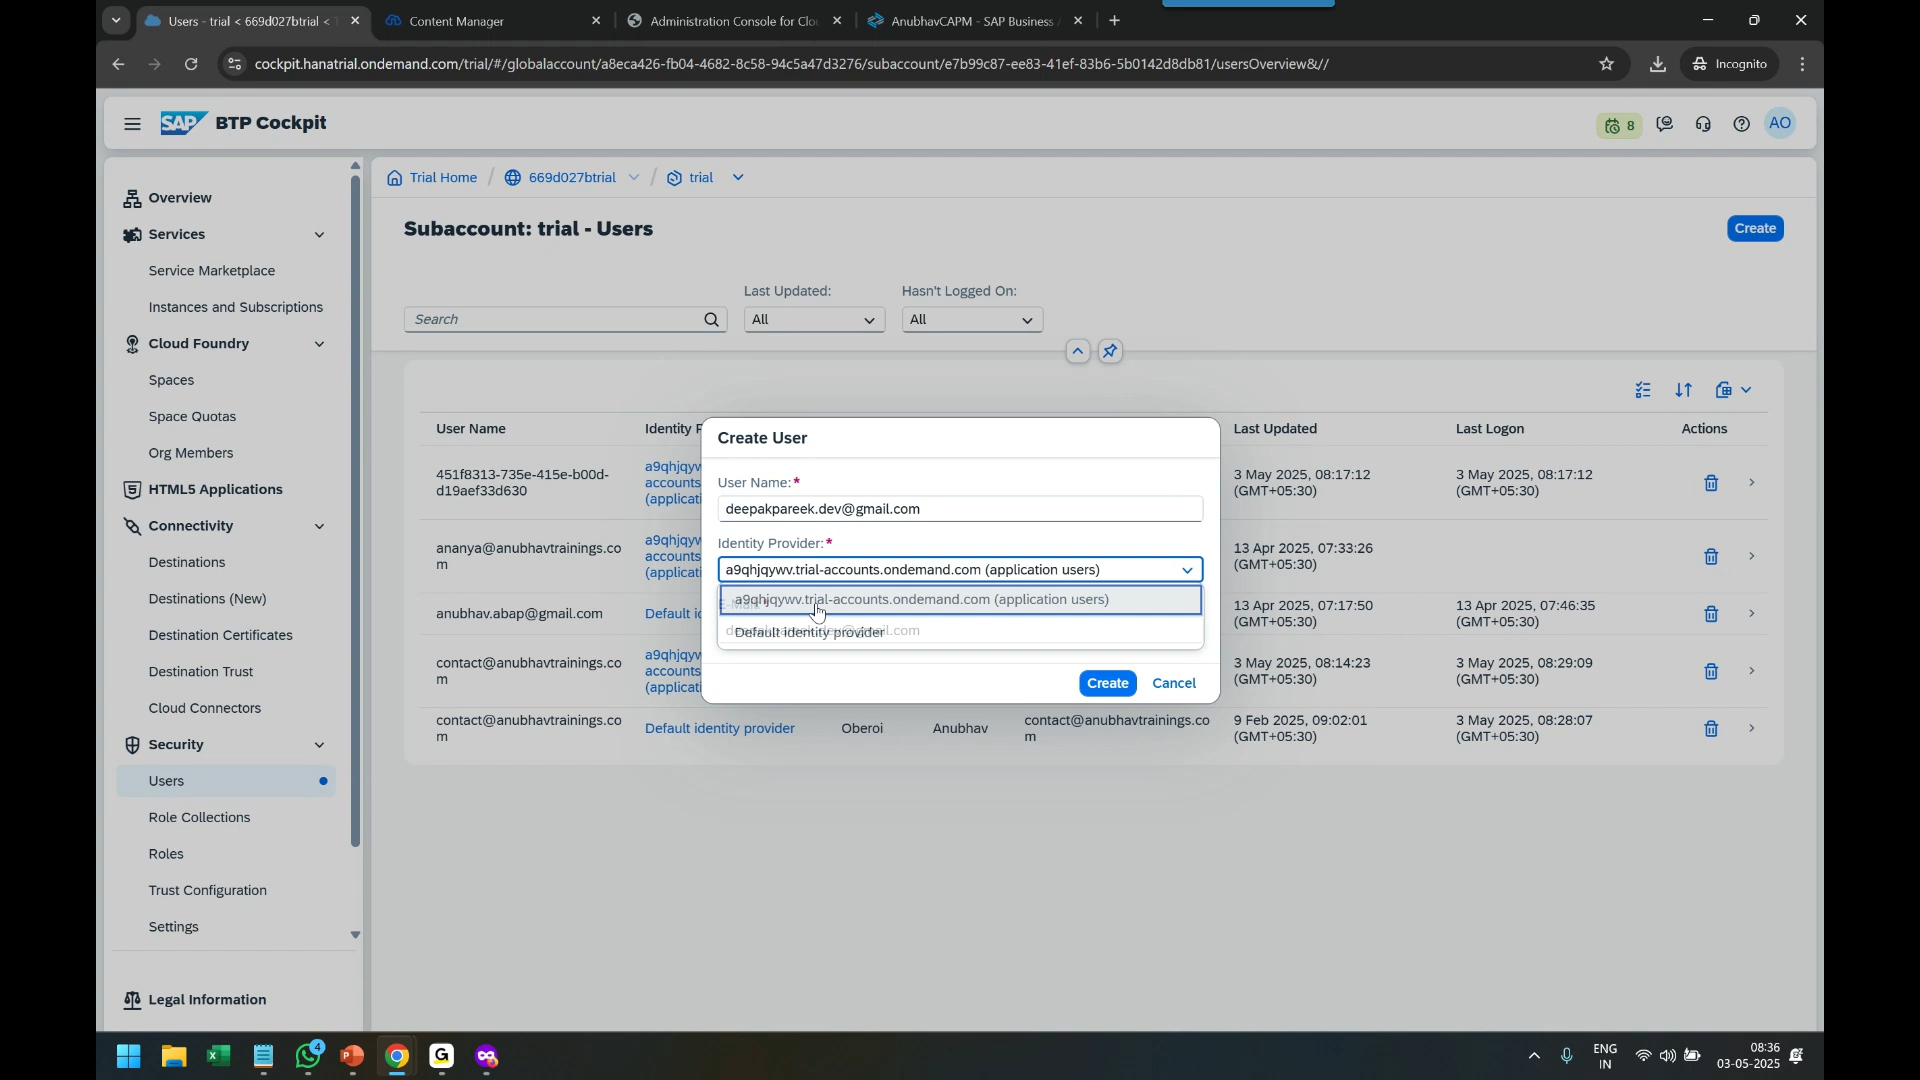 Users - trial < 669d027btrial < T
Content Manager
Administration Console for Clou
AnubhavCAPM - SAP Business A
cockpit.hanatrial.ondemand.com/trial/#/globalaccount/a8eca426-fb04-4682-8c58-94c5a47d3276/subaccount/e7b99c87-ee83-41ef-83b6-5b0142d8db81/usersOverview&//
Incognito
SAP BTP Cockpit
8
AO
Overview
Services
Service Marketplace
Instances and Subscriptions
Cloud Foundry
Spaces
Space Quotas
Org Members
HTML5 Applications
Connectivity
Destinations
Destinations (New)
Destination Certificates
Destination Trust
Cloud Connectors
Security
Users
Role Collections
Roles
Trust Configuration
Settings
Legal Information
Trial Home / 669d027btrial / trial
Subaccount: trial - Users
Create
Last Updated:
Hasn't Logged On:
Search
All
All
User Name
Identity P
Last Updated
Last Logon
Actions
451f8313-735e-415e-b00d-
d19aef33d630
a9qhjqyw
accounts
(applicati
3 May 2025, 08:17:12
(GMT+05:30)
3 May 2025, 08:17:12
(GMT+05:30)
ananya@anubhavtrainings.co
m
a9qhjqyw
accounts
(applicati
13 Apr 2025, 07:33:26
(GMT+05:30)
anubhav.abap@gmail.com
Default ic
13 Apr 2025, 07:17:50
(GMT+05:30)
13 Apr 2025, 07:46:35
(GMT+05:30)
contact@anubhavtrainings.co
m
a9qhjqyw
accounts
(applicati
3 May 2025, 08:14:23
(GMT+05:30)
3 May 2025, 08:29:09
(GMT+05:30)
contact@anubhavtrainings.co
m
Default identity provider
Oberoi
Anubhav
contact@anubhavtrainings.co
m
9 Feb 2025, 09:02:01
(GMT+05:30)
3 May 2025, 08:28:07
(GMT+05:30)
Create User
User Name:*
deepakpareek.dev@gmail.com
Identity Provider:*
a9qhjqywv.trial-accounts.ondemand.com (application users)
a9qhjqywv.trial-accounts.ondemand.com (application users)
Default identity provider
Create
Cancel
4
ENG
IN
08:36
03-05-2025